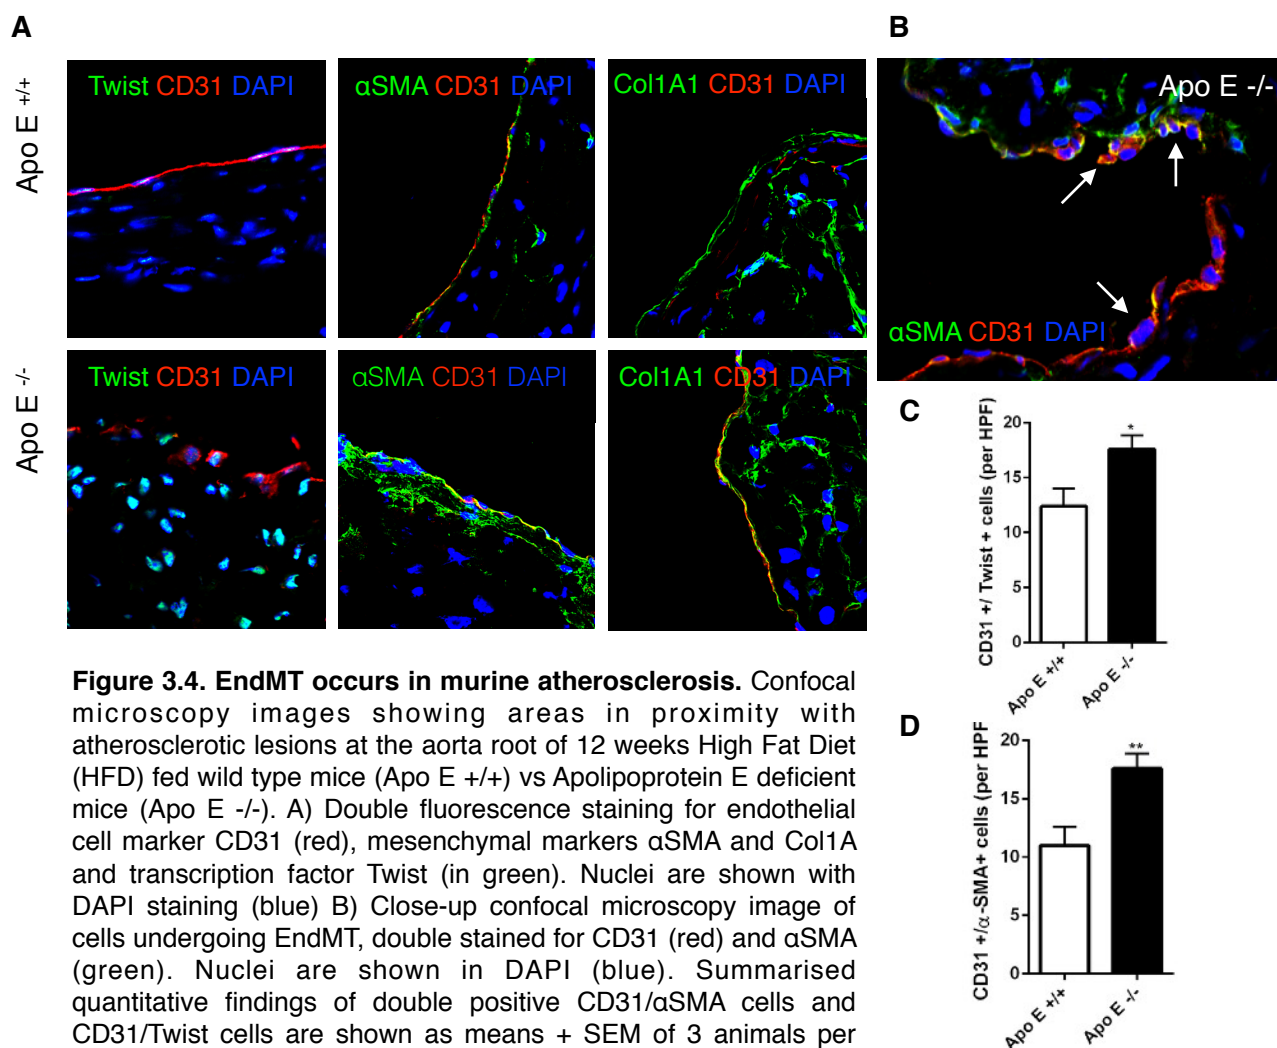 A
B
Apo E +/+
Twist CD31 DAPI
αSMA CD31 DAPI
Col1A1 CD31 DAPI
Apo E -/-
αSMA CD31 DAPI
Apo E -/-
Twist CD31 DAPI
αSMA CD31 DAPI
Col1A1 CD31 DAPI
C
CD31 +/ Twist + cells (per HPF)
20
15
10
5
0
*
Apo E +/+
Apo E -/-
D
CD31 +/α-SMA+ cells (per HPF
20
15
10
5
0
**
Apo E +/+
Apo E -/-
Figure 3.4. EndMT occurs in murine atherosclerosis. Confocal
microscopy images showing areas in proximity with
atherosclerotic lesions at the aorta root of 12 weeks High Fat Diet
(HFD) fed wild type mice (Apo E +/+) vs Apolipoprotein E deficient
mice (Apo E -/-). A) Double fluorescence staining for endothelial
cell marker CD31 (red), mesenchymal markers αSMA and Col1A
and transcription factor Twist (in green). Nuclei are shown with
DAPI staining (blue) B) Close-up confocal microscopy image of
cells undergoing EndMT, double stained for CD31 (red) and αSMA
(green). Nuclei are shown in DAPI (blue). Summarised
quantitative findings of double positive CD31/αSMA cells and
CD31/Twist cells are shown as means + SEM of 3 animals per